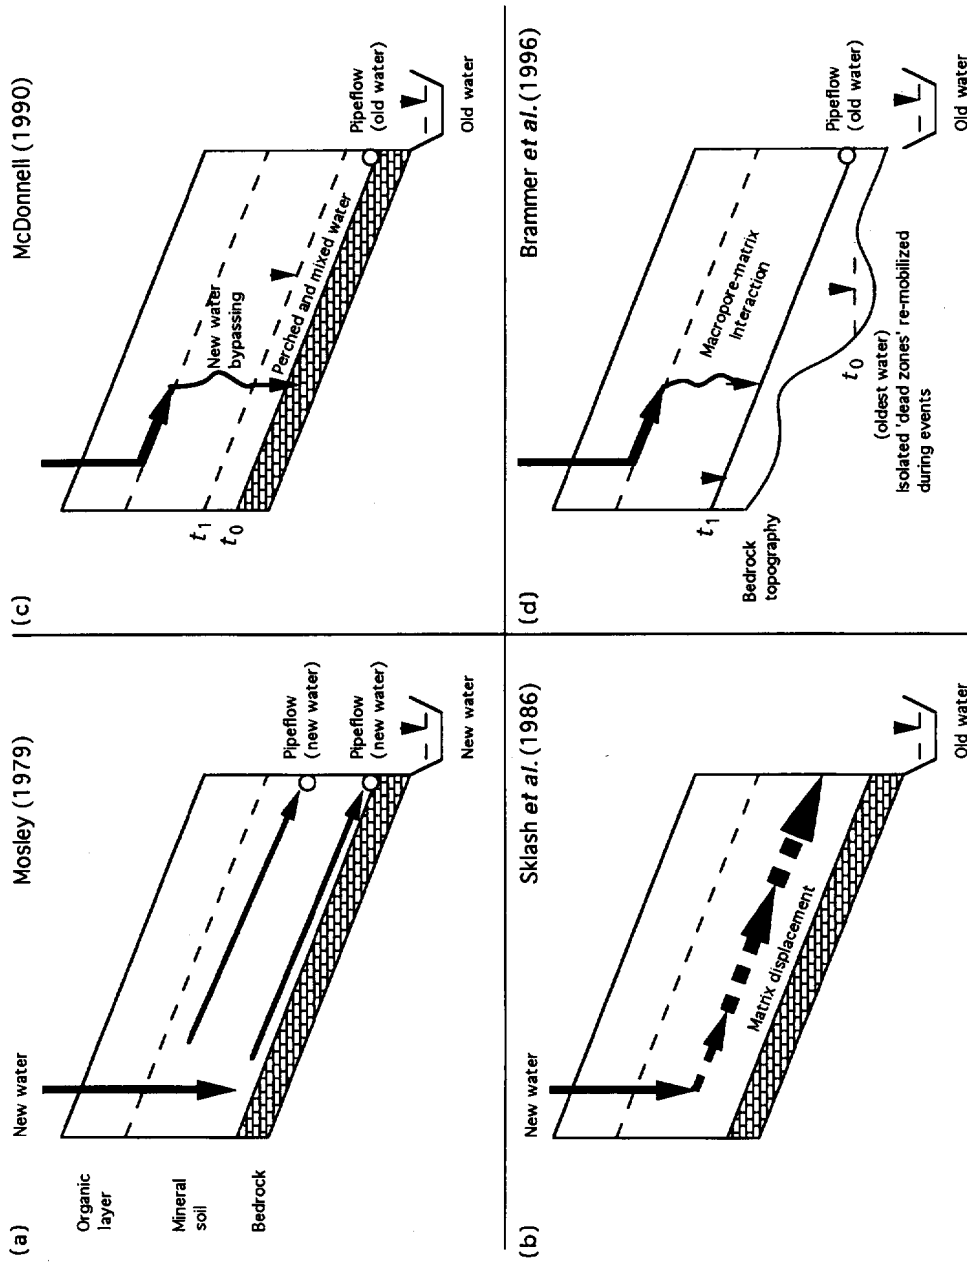 (a)
Mosley (1979)
New water
Organic
layer
Mineral
soil
Bedrock
Pipeflow
(new water)
Pipeflow
(new water)
New water
(b)
Sklash et al. (1986)
New water
Matrix displacement
Old water
(c)
McDonnell (1990)
t1
t0
New water
bypassing
Perched and mixed water
Pipeflow
(old water)
Old water
(d)
Brammer et al. (1996)
t1
Bedrock
topography
Macropore-matrix
Interaction
t0
(oldest water)
Isolated 'dead zones' re-mobilized
during events
Pipeflow
(old water)
Old water